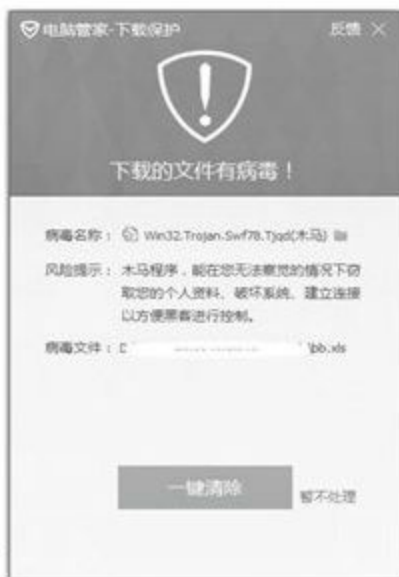 电脑管家-下载保护 反馈
下载的文件有病毒！
病毒名称： Win32.Trojan.Swf78.Tjqd(木马)
风险提示： 木马程序，能在您无法察觉的情况下窃
取您的个人资料、破坏系统、建立连接
以方便黑客进行控制。
病毒文件： bb.xls
一键清除 暂不处理